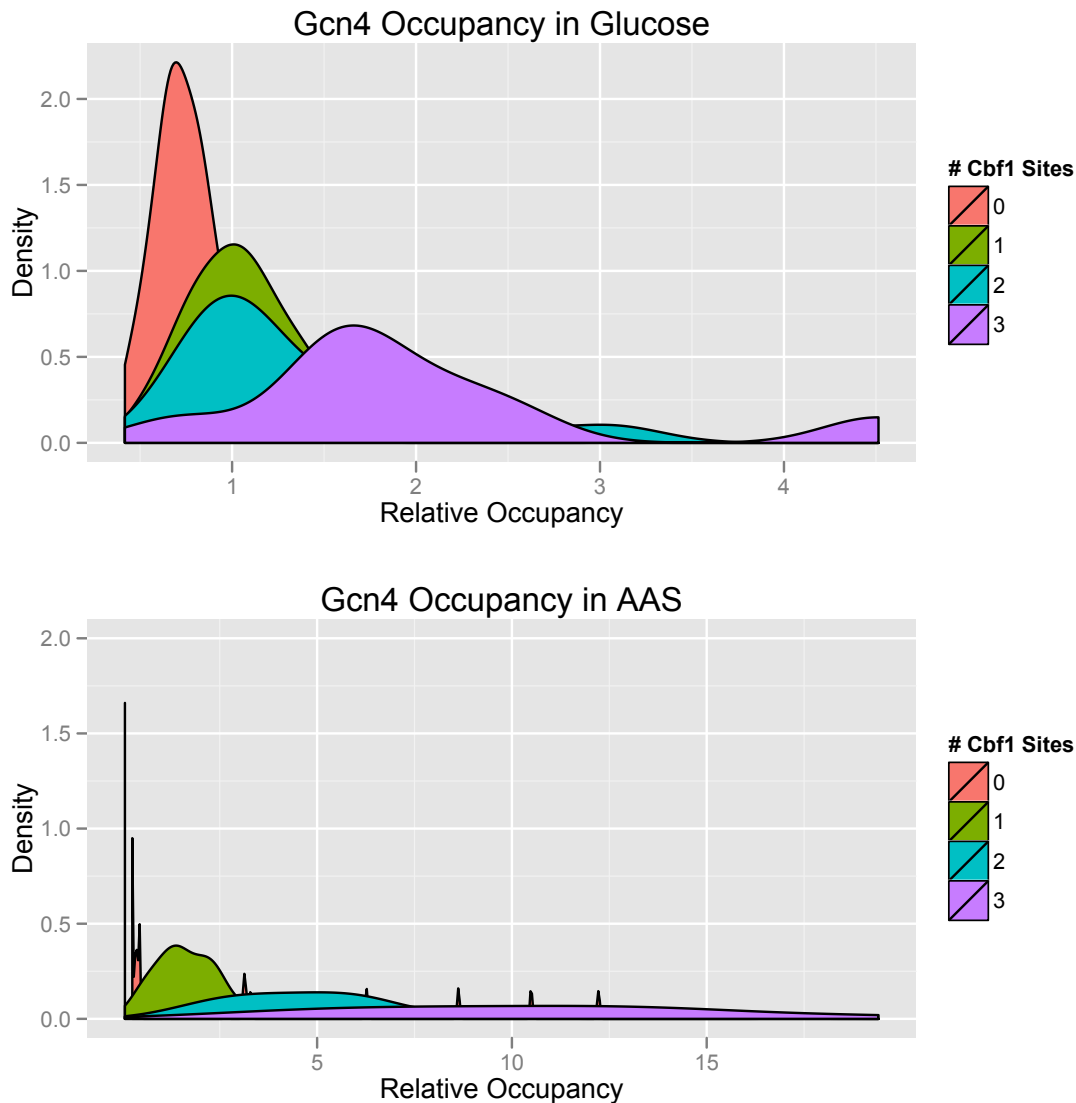 Gcn4 Occupancy in Glucose
2.0
1.5
1.0
0.5
0.0
Density
1 2 3 4
Relative Occupancy
# Cbf1 Sites
0
1
2
3
Gcn4 Occupancy in AAS
2.0
1.5
1.0
0.5
0.0
Density
5 10 15
Relative Occupancy
# Cbf1 Sites
0
1
2
3